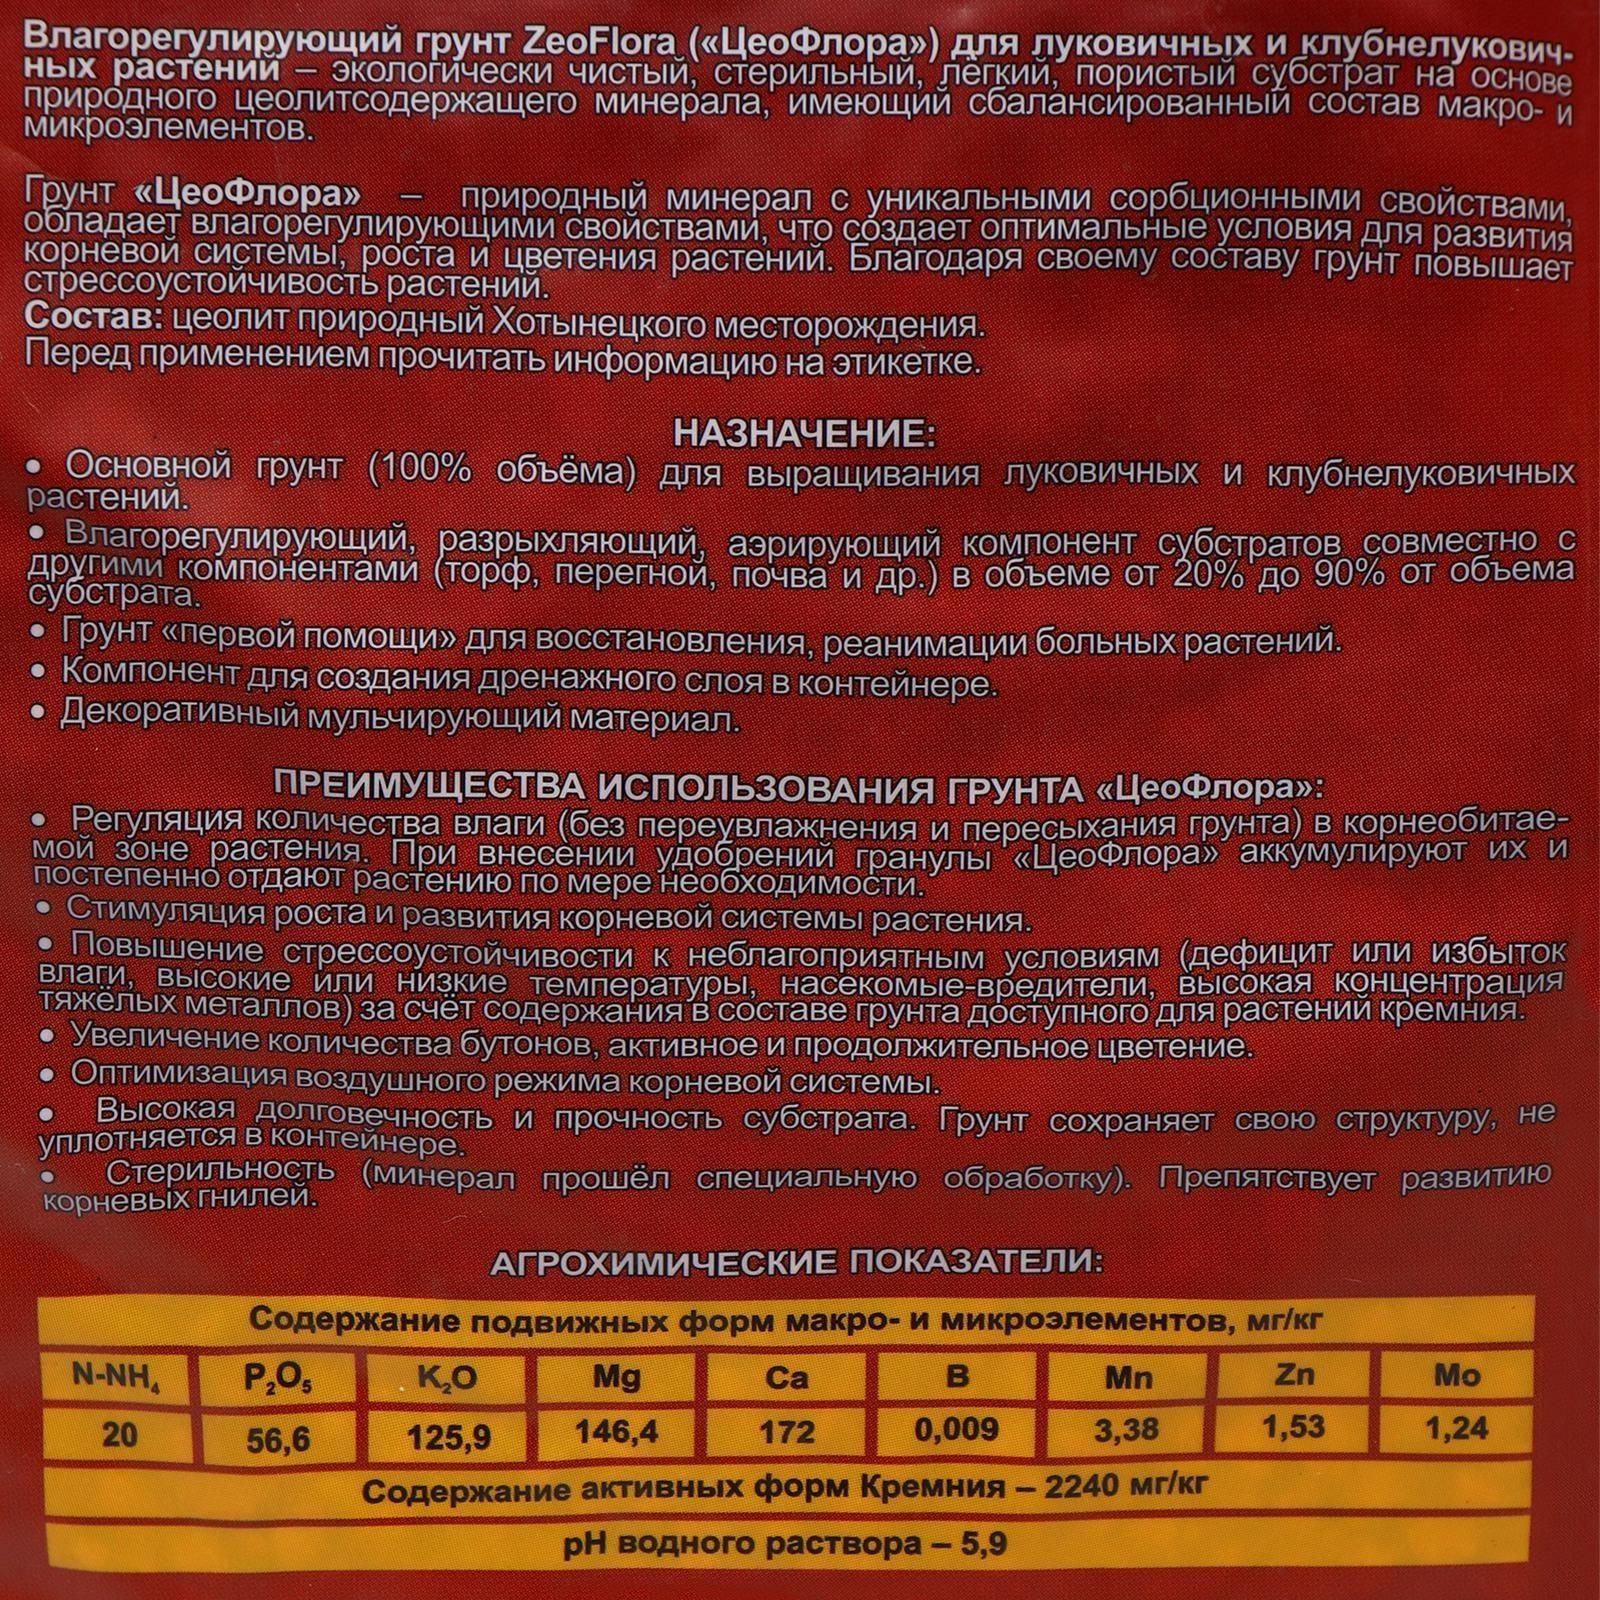 Влагорегулирующий грунт ZeoFlora («ЦеоФлора») для луковичных и клубнелукович-
ных растений – экологически чистый, стерильный, лёгкий, пористый субстрат на основе
природного цеолитсодержащего минерала, имеющий сбалансированный состав макро- и
микроэлементов.
Грунт «ЦеоФлора» – природный минерал с уникальными сорбционными свойствами,
обладает влагорегулирующими свойствами, что создает оптимальные условия для развития
корневой системы, роста и цветения растений. Благодаря своему составу грунт повышает
стрессоустойчивость растений.
Состав: цеолит природный Хотынецкого месторождения.
Перед применением прочитать информацию на этикетке.
НАЗНАЧЕНИЕ:
• Основной грунт (100% объёма) для выращивания луковичных и клубнелуковичных
растений.
• Влагорегулирующий, разрыхляющий, аэрирующий компонент субстратов совместно с
другими компонентами (торф, перегной, почва и др.) в объеме от 20% до 90% от объема
субстрата.
• Грунт «первой помощи» для восстановления, реанимации больных растений.
• Компонент для создания дренажного слоя в контейнере.
• Декоративный мульчирующий материал.
ПРЕИМУЩЕСТВА ИСПОЛЬЗОВАНИЯ ГРУНТА «ЦеоФлора»:
• Регуляция количества влаги (без переувлажнения и пересыхания грунта) в корнеобитае-
мой зоне растения. При внесении удобрений гранулы «ЦеоФлора» аккумулируют их и
постепенно отдают растению по мере необходимости.
• Стимуляция роста и развития корневой системы растения.
• Повышение стрессоустойчивости к неблагоприятным условиям (дефицит или избыток
влаги, высокие или низкие температуры, насекомые-вредители, высокая концентрация
тяжёлых металлов) за счёт содержания в составе грунта доступного для растений кремния.
• Увеличение количества бутонов, активное и продолжительное цветение.
• Оптимизация воздушного режима корневой системы.
• Высокая долговечность и прочность субстрата. Грунт сохраняет свою структуру, не
уплотняется в контейнере.
• Стерильность (минерал прошёл специальную обработку). Препятствует развитию
корневых гнилей.
АГРОХИМИЧЕСКИЕ ПОКАЗАТЕЛИ:
Содержание подвижных форм макро- и микроэлементов, мг/кг
N-NH₄ P₂O₅ K₂O Mg Ca B Mn Zn Mo
20 56,6 125,9 146,4 172 0,009 3,38 1,53 1,24
Содержание активных форм Кремния – 2240 мг/кг
pH водного раствора – 5,9